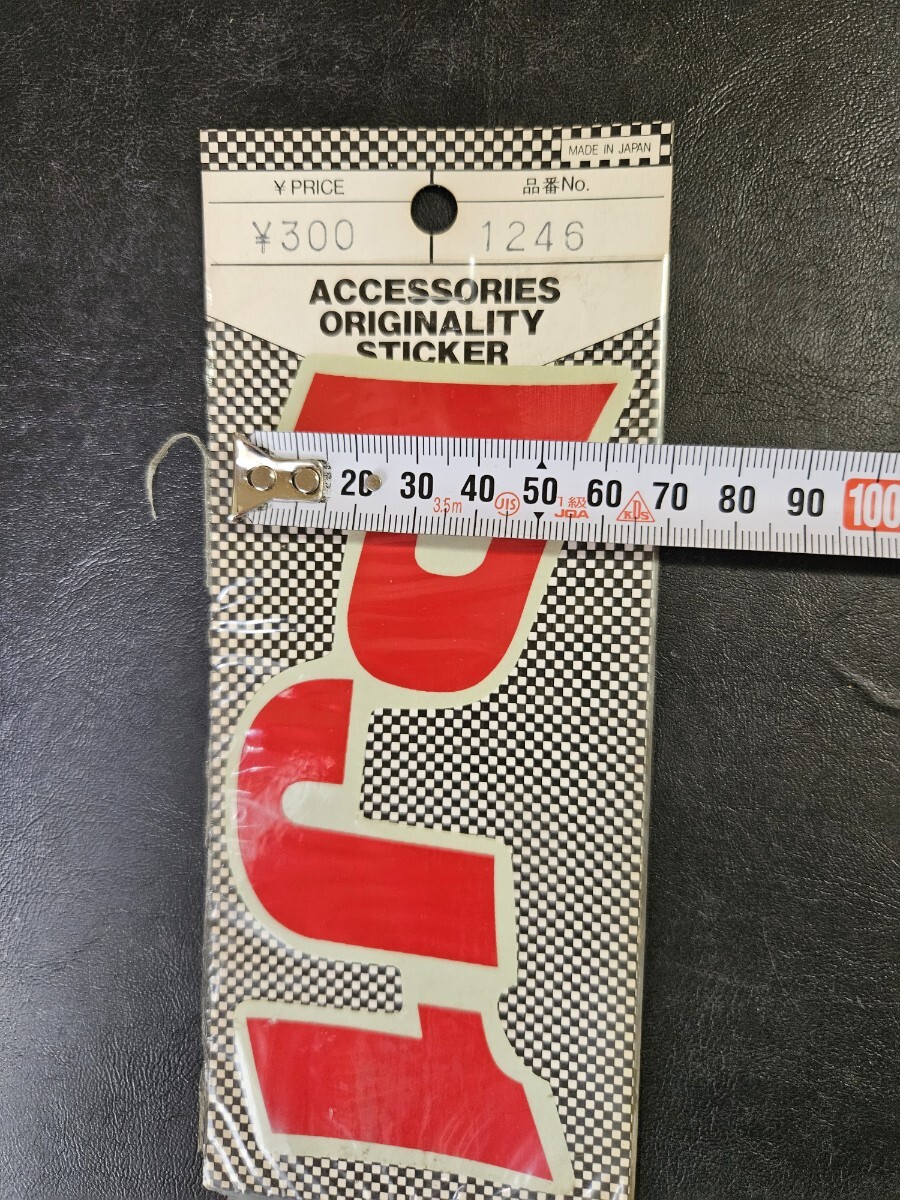 MADE IN JAPAN
¥ PRICE
品番No.
¥300
1246
ACCESSORIES
ORIGINALITY
STICKER
20 30 40 50 60 70 80 90 100
3.5m JIS 1級 JQA KDS